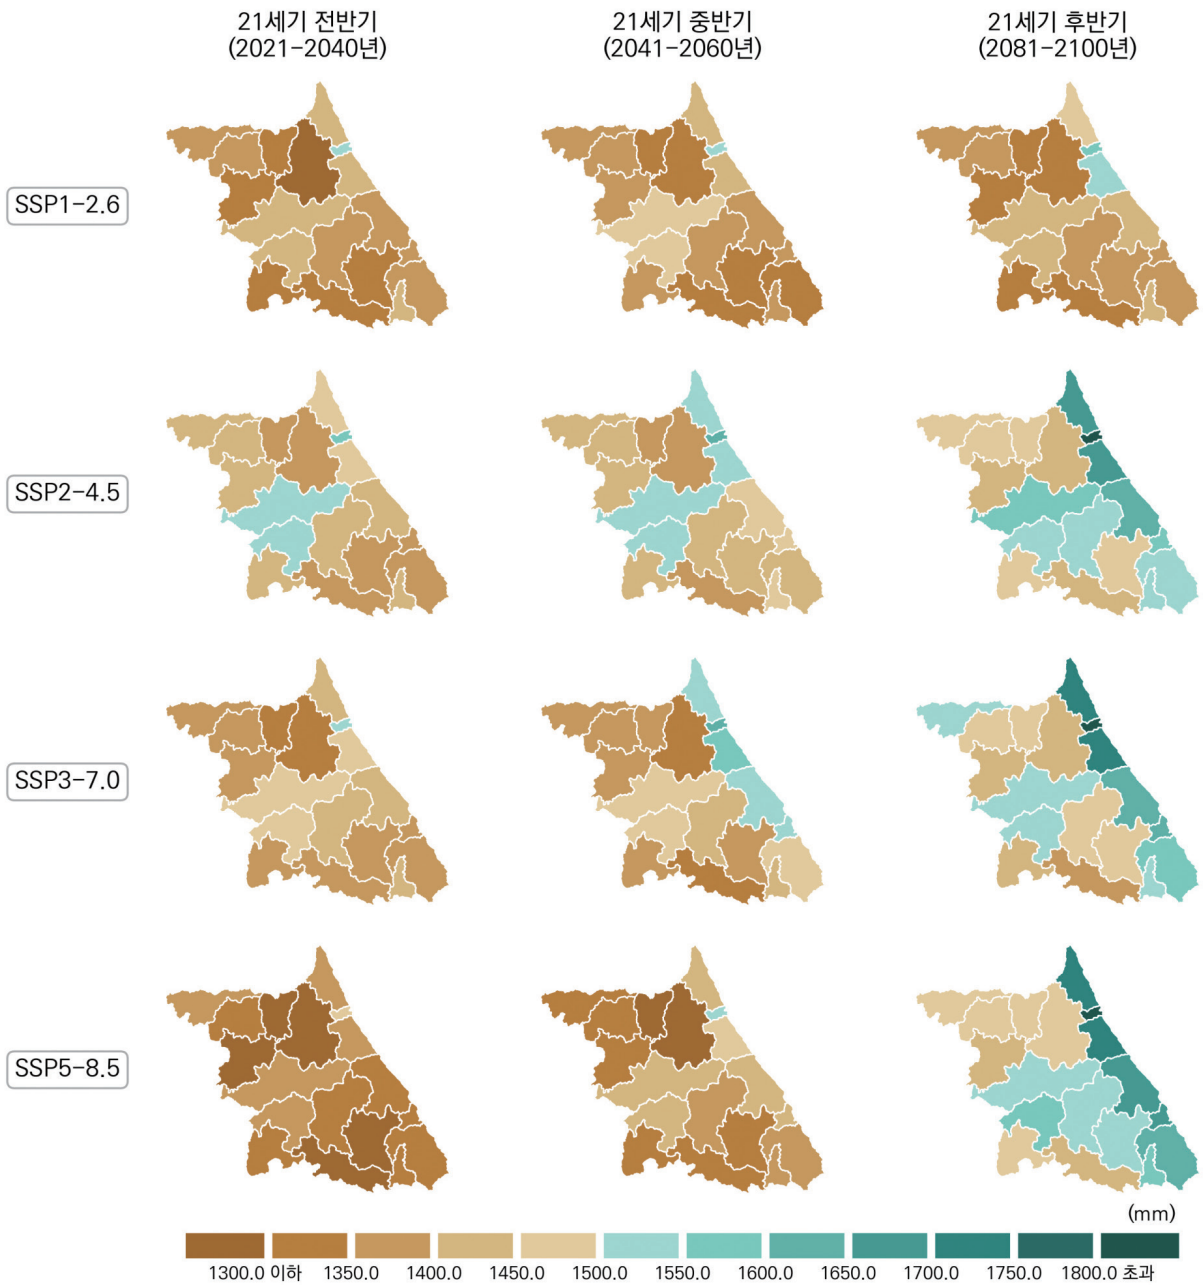 21세기 전반기
(2021-2040년)
21세기 중반기
(2041-2060년)
21세기 후반기
(2081-2100년)
SSP1-2.6
SSP2-4.5
SSP3-7.0
SSP5-8.5
(mm)
1300.0 이하 1350.0 1400.0 1450.0 1500.0 1550.0 1600.0 1650.0 1700.0 1750.0 1800.0 초과